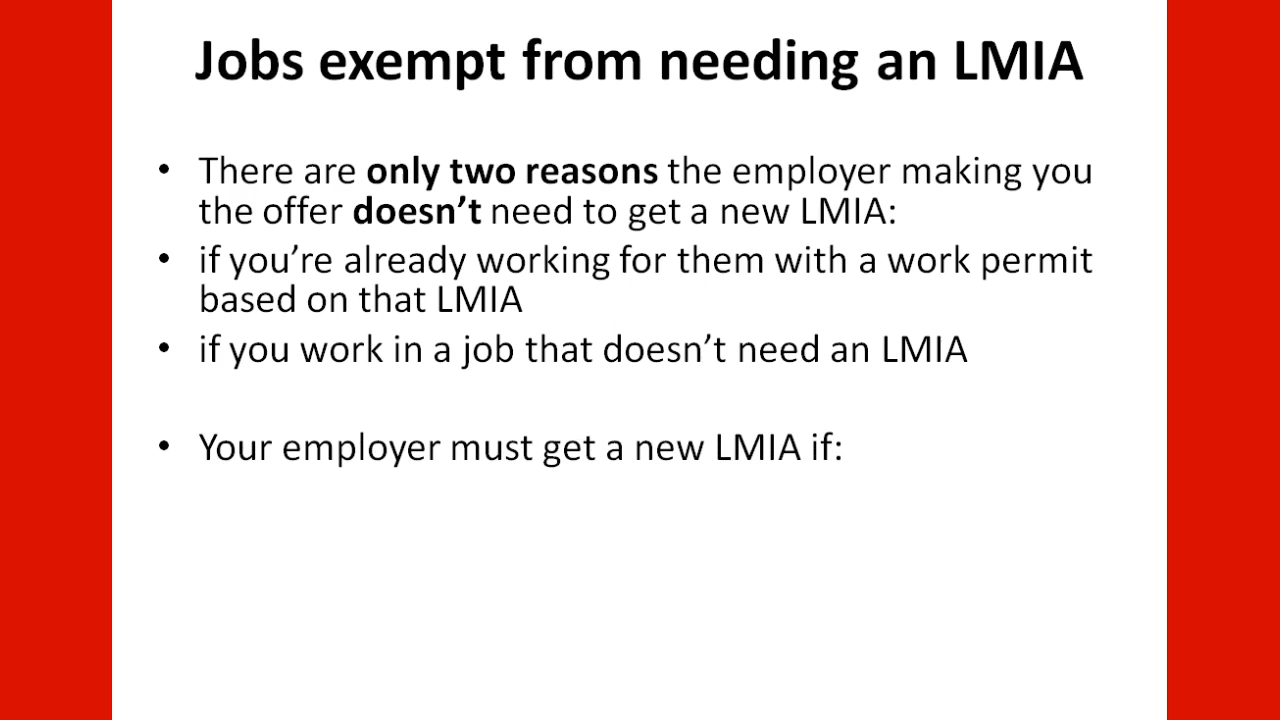 Jobs exempt from needing an LMIA
• There are only two reasons the employer making you
the offer doesn’t need to get a new LMIA:
• if you’re already working for them with a work permit
based on that LMIA
• if you work in a job that doesn’t need an LMIA
• Your employer must get a new LMIA if: